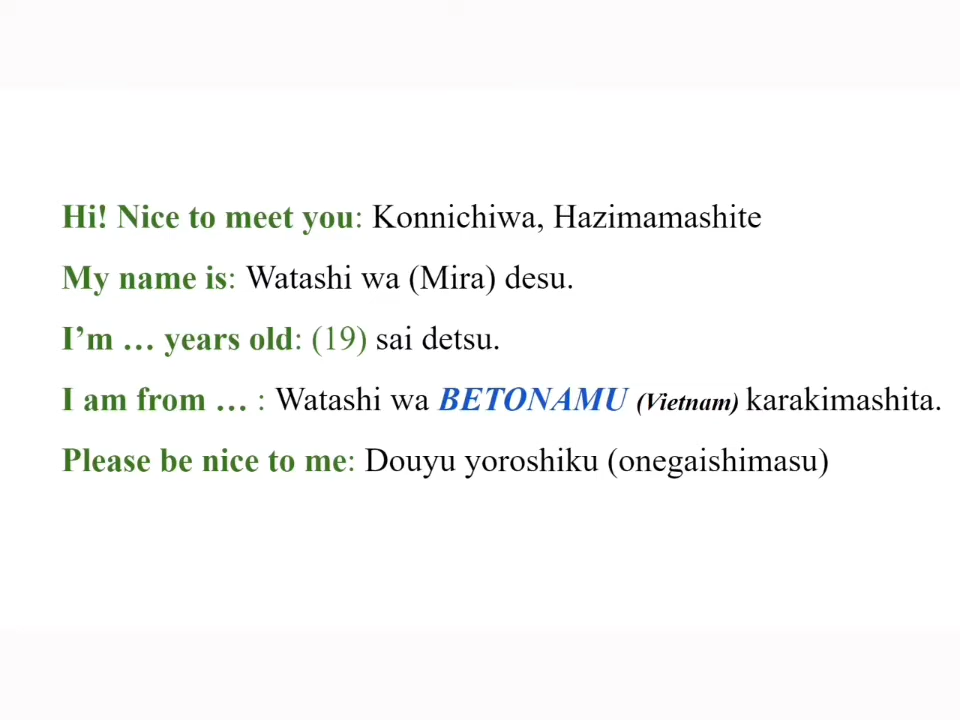 Hi! Nice to meet you: Konnichiwa, Hazimamashite
My name is: Watashi wa (Mira) desu.
I’m … years old: (19) sai detsu.
I am from … : Watashi wa BETONAMU (Vietnam) karakimashita.
Please be nice to me: Douyu yoroshiku (onegaishimasu)